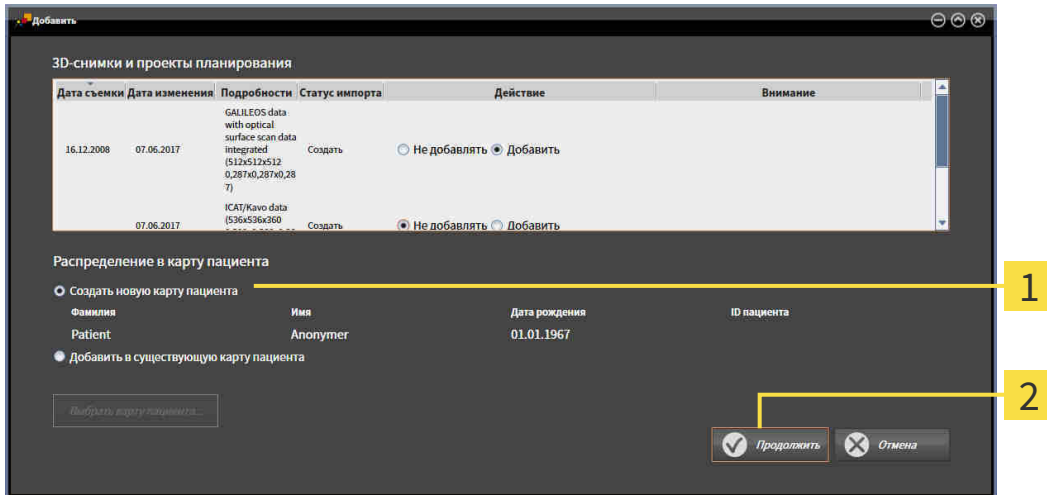 Добавить
3D-снимки и проекты планирования
Дата съемки Дата изменения Подробности Статус импорта Действие Внимание
GALILEOS data
with optical
surface scan data
16.12.2008 07.06.2017 integrated Создать Не добавлять Добавить
(512x512x512
0,287x0,287x0,28
7)
ICAT/Kavo data
(536x536x360
07.06.2017 Создать Не добавлять Добавить
Распределение в карту пациента
Создать новую карту пациента
1
Фамилия Имя Дата рождения ID пациента
Patient Anonymer 01.01.1967
Добавить в существующую карту пациента
2
Выбрать карту пациента...
Продолжить Отмена